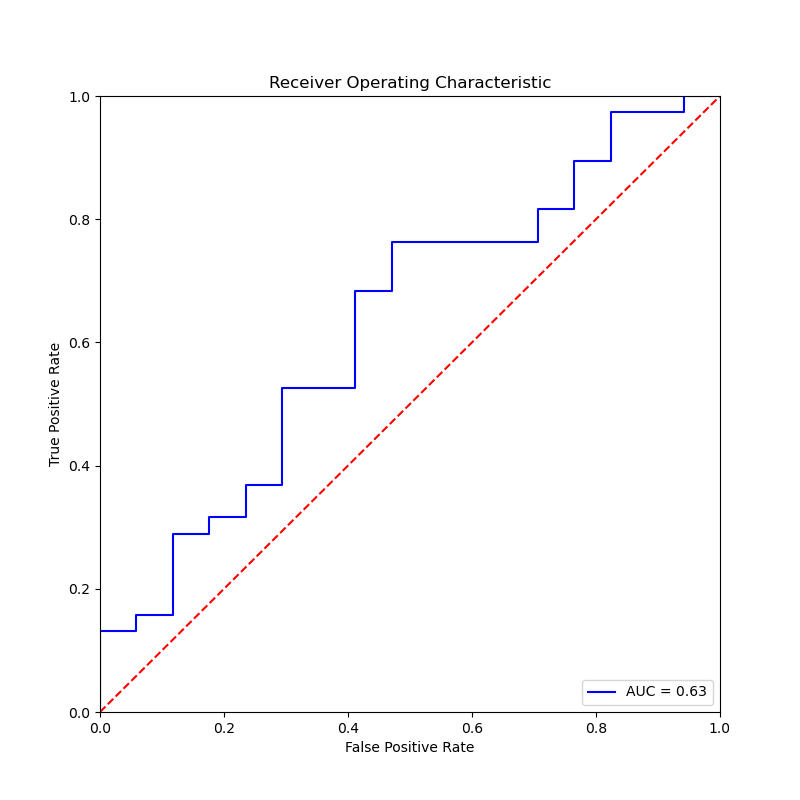 Receiver Operating Characteristic
1.0
0.8
0.6
0.4
0.2
0.0
True Positive Rate
AUC = 0.63
0.0 0.2 0.4 0.6 0.8 1.0
False Positive Rate